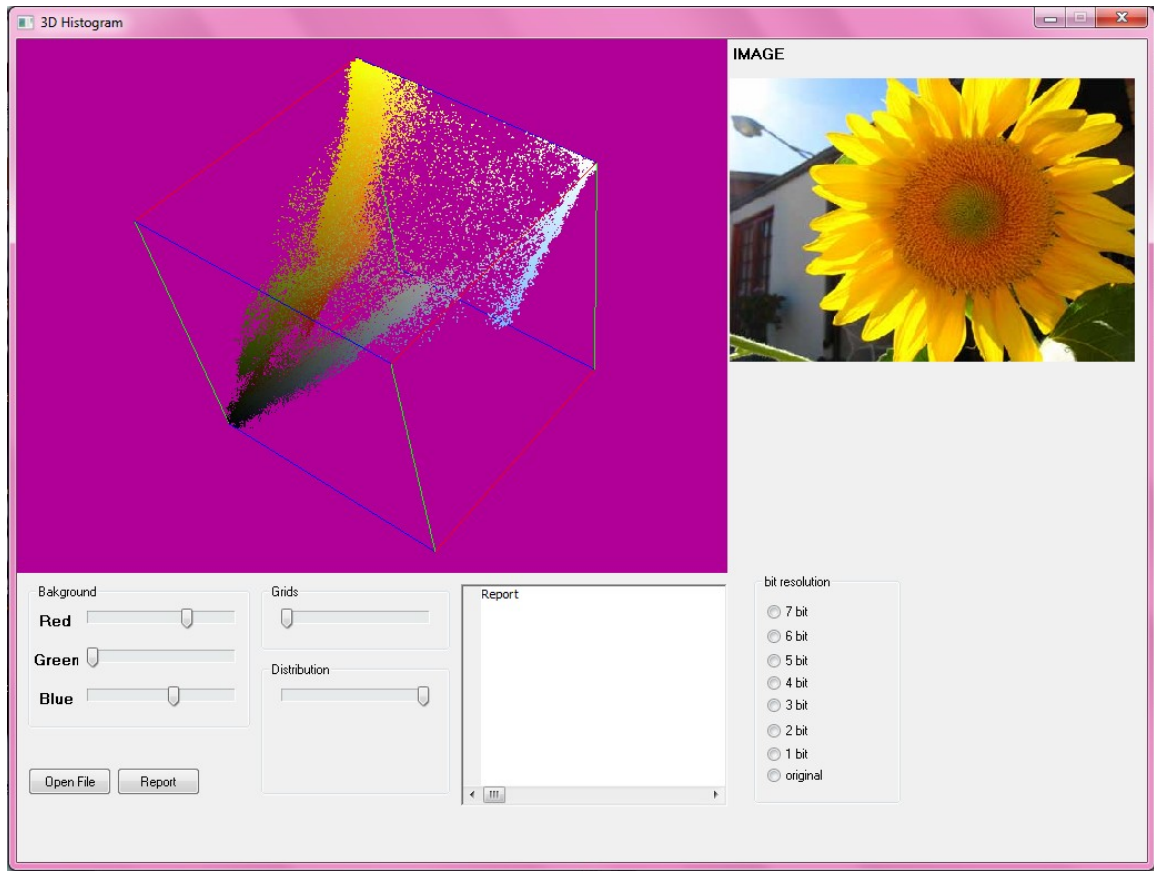 3D Histogram
IMAGE
Bakground
Red
Green
Blue
Open File
Report
Grids
Distribution
Report
bit resolution
7 bit
6 bit
5 bit
4 bit
3 bit
2 bit
1 bit
original